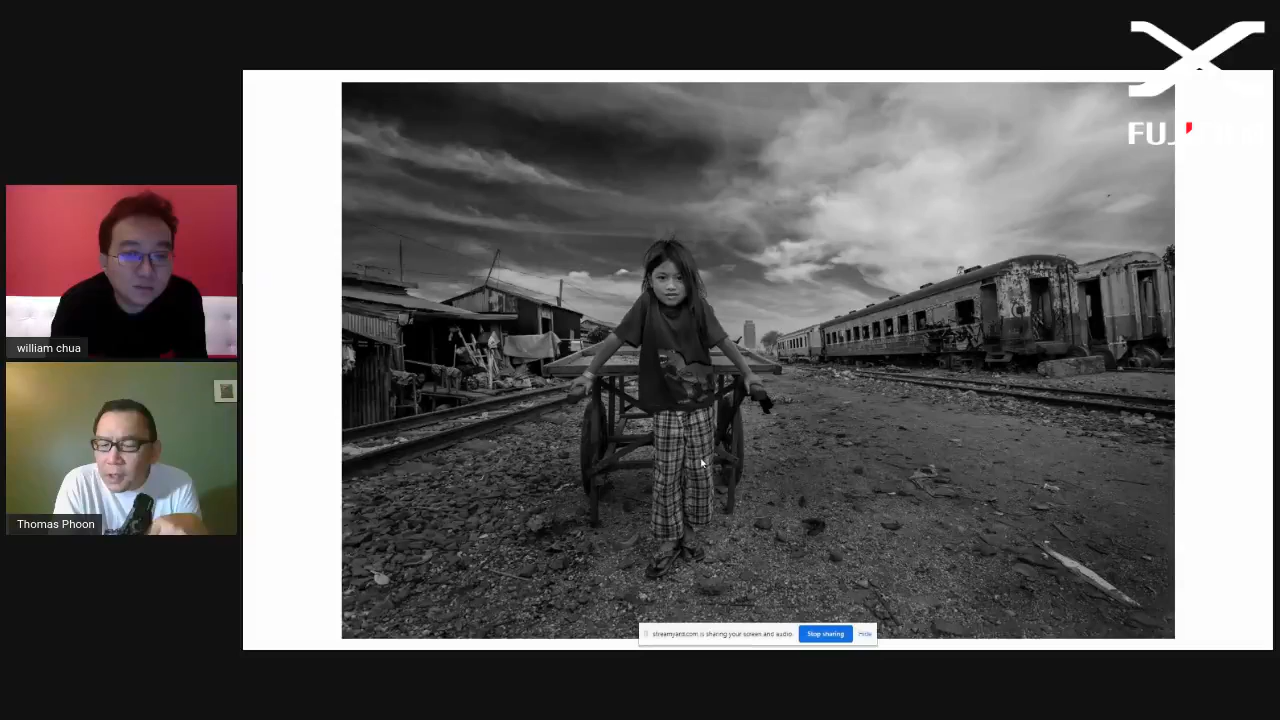 william chua
Thomas Phoon
streamyard.com is sharing your screen and audio.
Stop sharing
Hide